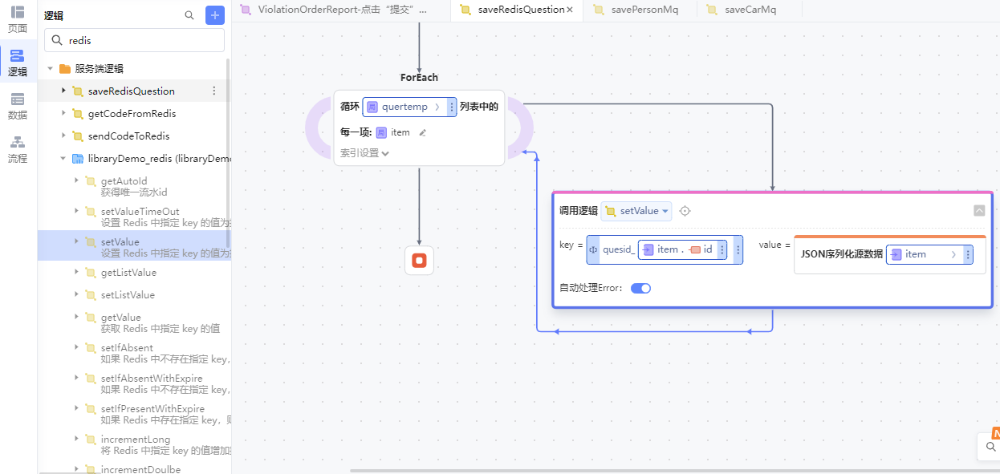 页面
逻辑
数据
流程
逻辑
redis
服务端逻辑
saveRedisQuestion
getCodeFromRedis
sendCodeToRedis
libraryDemo_redis (libraryDem
getAutoId
获得唯一流水id
setValueTimeOut
设置 Redis 中指定 key 的值为
setValue
设置 Redis 中指定 key 的值为
getListValue
setListValue
getValue
获取 Redis 中指定 key 的值
setIfAbsent
如果 Redis 中不存在指定 key,
setIfAbsentWithExpire
如果 Redis 中不存在指定 key,
setIfPresentWithExpire
如果 Redis 中存在指定 key，则
incrementLong
将 Redis 中指定 key 的值增加
incrementDoulbe
ViolationOrderReport-点击“提交”...
saveRedisQuestion
savePersonMq
saveCarMq
ForEach
循环 quertemp 列表中的
每一项: item
索引设置
调用逻辑 setValue
key = quesid_ item . id value = JSON序列化源数据 item
自动处理Error:
N